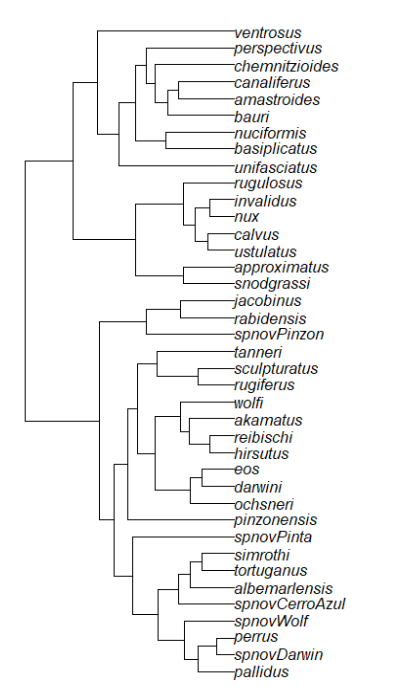 ventrosus
perspectivus
chemnitzioides
canaliferus
amastroides
bauri
nuciformis
basiplicatus
unifasciatus
rugulosus
invalidus
nux
calvus
ustulatus
approximatus
snodgrassi
jacobinus
rabidensis
spnovPinzon
tanneri
sculpturatus
rugiferus
wolfi
akamatus
reibischi
hirsutus
eos
darwini
ochsneri
pinzonensis
spnovPinta
simrothi
tortuganus
albemarlensis
spnovCerroAzul
spnovWolf
perrus
spnovDarwin
pallidus